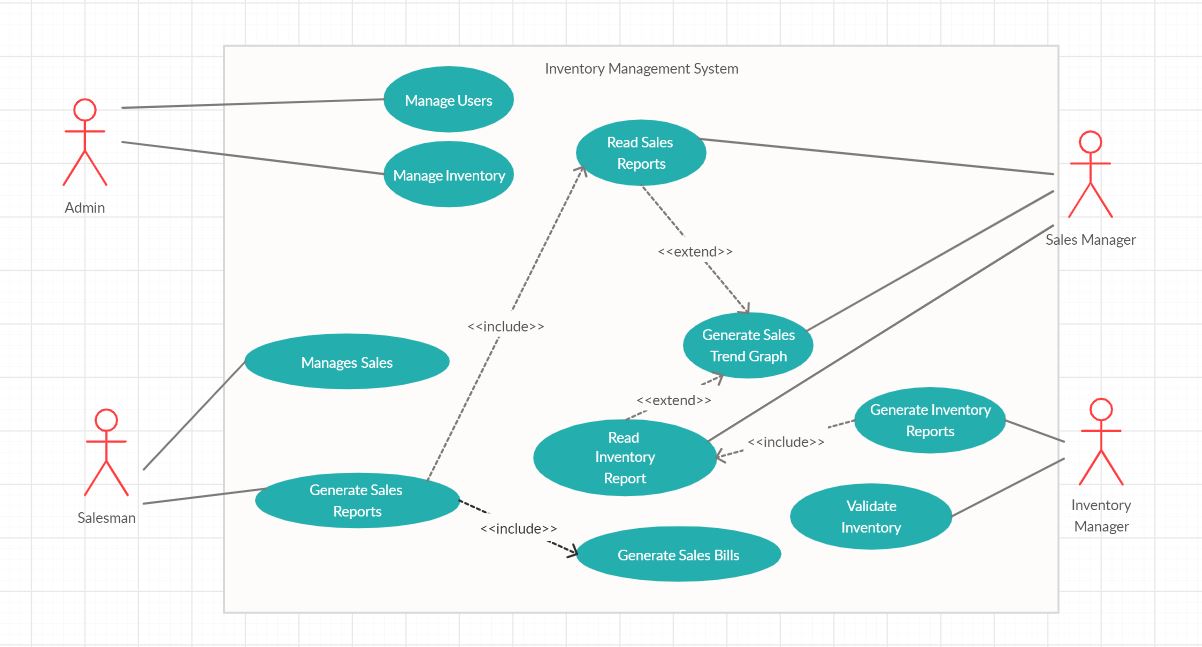 Inventory Management System
Manage Users
Manage Inventory
Admin
Read Sales
Reports
Sales Manager
<<extend>>
<<include>>
Generate Sales
Trend Graph
Manages Sales
<<extend>>
Generate Inventory
Reports
<<include>>
Read
Inventory
Report
Salesman
Generate Sales
Reports
<<include>>
Validate
Inventory
Inventory
Manager
Generate Sales Bills